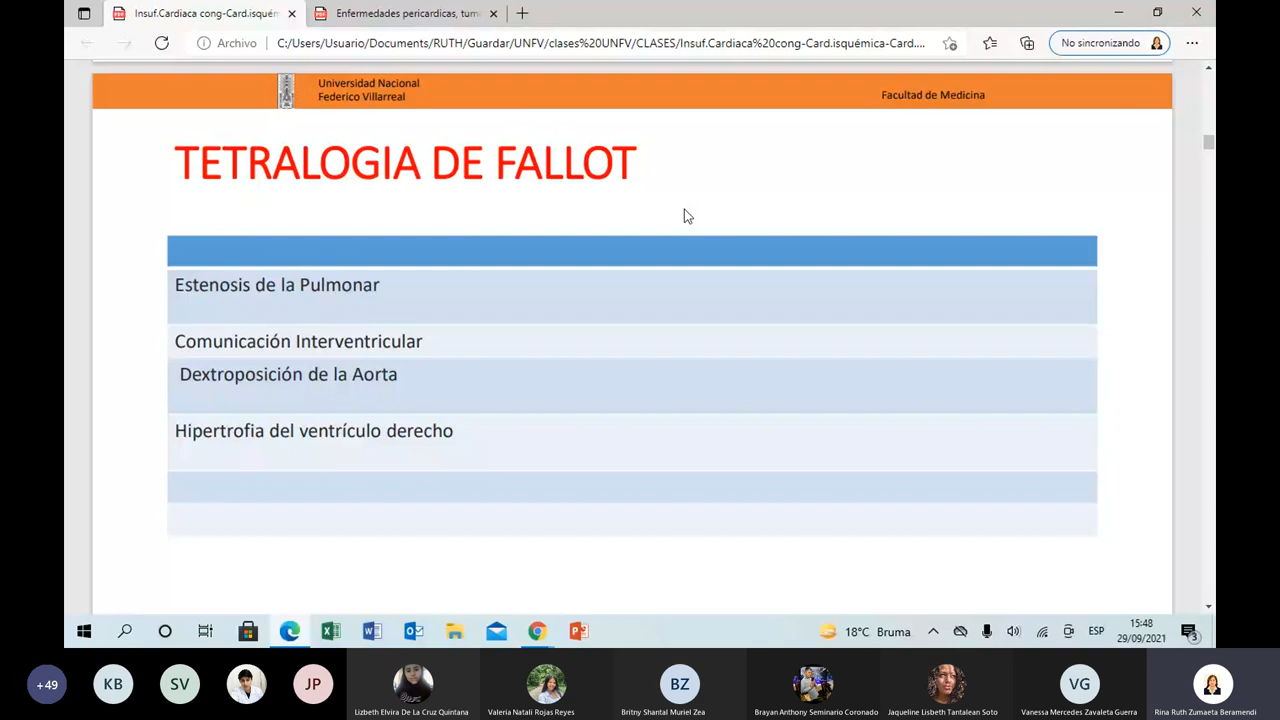 Insuf.Cardiaca cong-Card.isquém
Enfermedades pericardicas, tum
Archivo
C:/Users/Usuario/Documents/RUTH/Guardar/UNFV/clases%20UNFV/CLASES/Insuf.Cardiaca%20cong-Card.isquémica-Card....
No sincronizando
Universidad Nacional
Federico Villarreal
Facultad de Medicina
TETRALOGIA DE FALLOT
Estenosis de la Pulmonar
Comunicación Interventricular
Dextroposición de la Aorta
Hipertrofia del ventrículo derecho
18°C Bruma
ESP
15:48
29/09/2021
3
+49
KB
SV
JP
BZ
VG
Lizbeth Elvira De La Cruz Quintana
Valeria Natali Rojas Reyes
Britny Shantal Muriel Zea
Brayan Anthony Seminario Coronado
Jaqueline Lisbeth Tantalean Soto
Vanessa Mercedes Zavaleta Guerra
Rina Ruth Zumaeta Beramendi